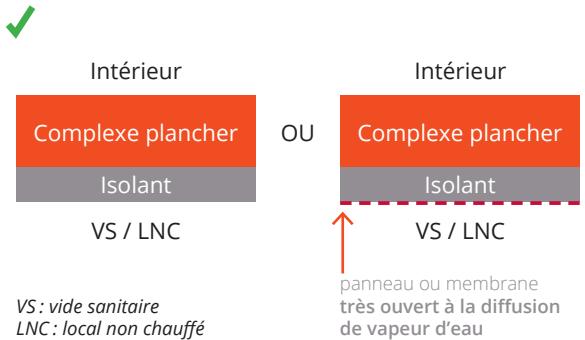 Intérieur
Complexe plancher
Isolant
VS / LNC
OU
Intérieur
Complexe plancher
Isolant
VS / LNC
panneau ou membrane
très ouvert à la diffusion
de vapeur d’eau
VS : vide sanitaire
LNC : local non chauffé